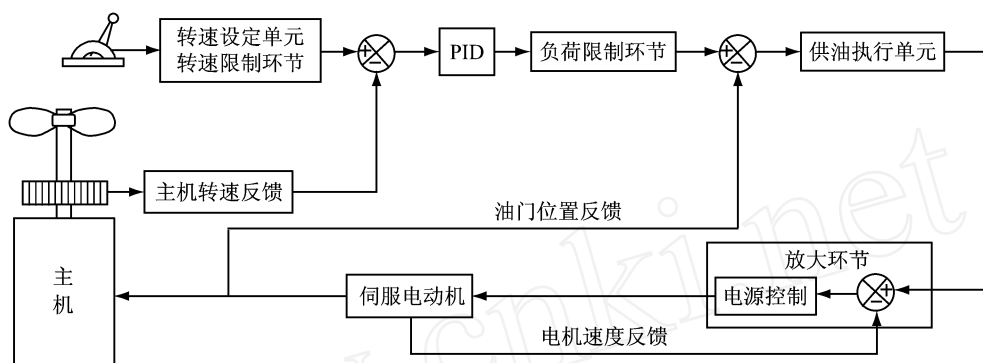 转速设定单元
转速限制环节
PID
负荷限制环节
供油执行单元
主机转速反馈
油门位置反馈
放大环节
主机
伺服电动机
电源控制
电机速度反馈
.cnki.net